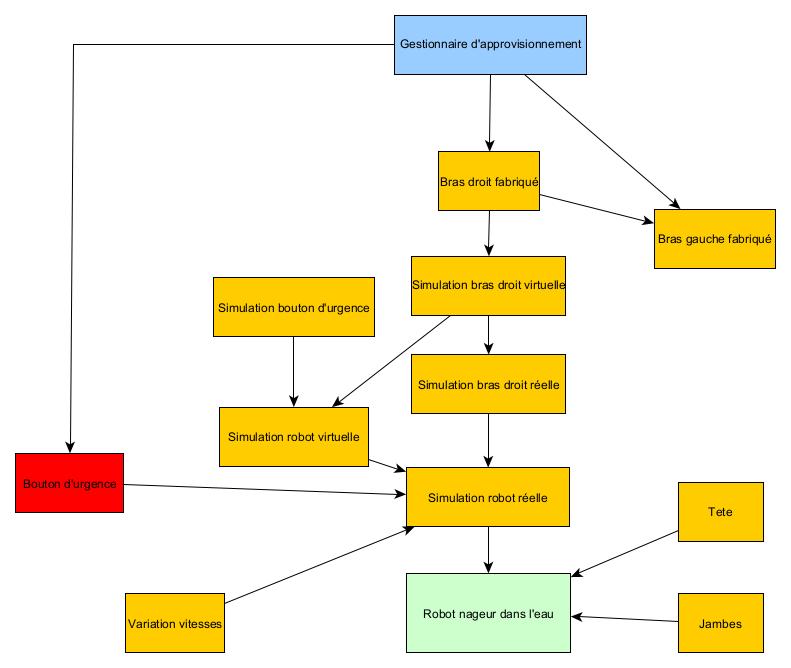 Gestionnaire d'approvisionnement
Bras droit fabriqué
Bras gauche fabriqué
Simulation bras droit virtuelle
Simulation bouton d'urgence
Simulation bras droit réelle
Simulation robot virtuelle
Bouton d'urgence
Simulation robot réelle
Tete
Robot nageur dans l'eau
Variation vitesses
Jambes